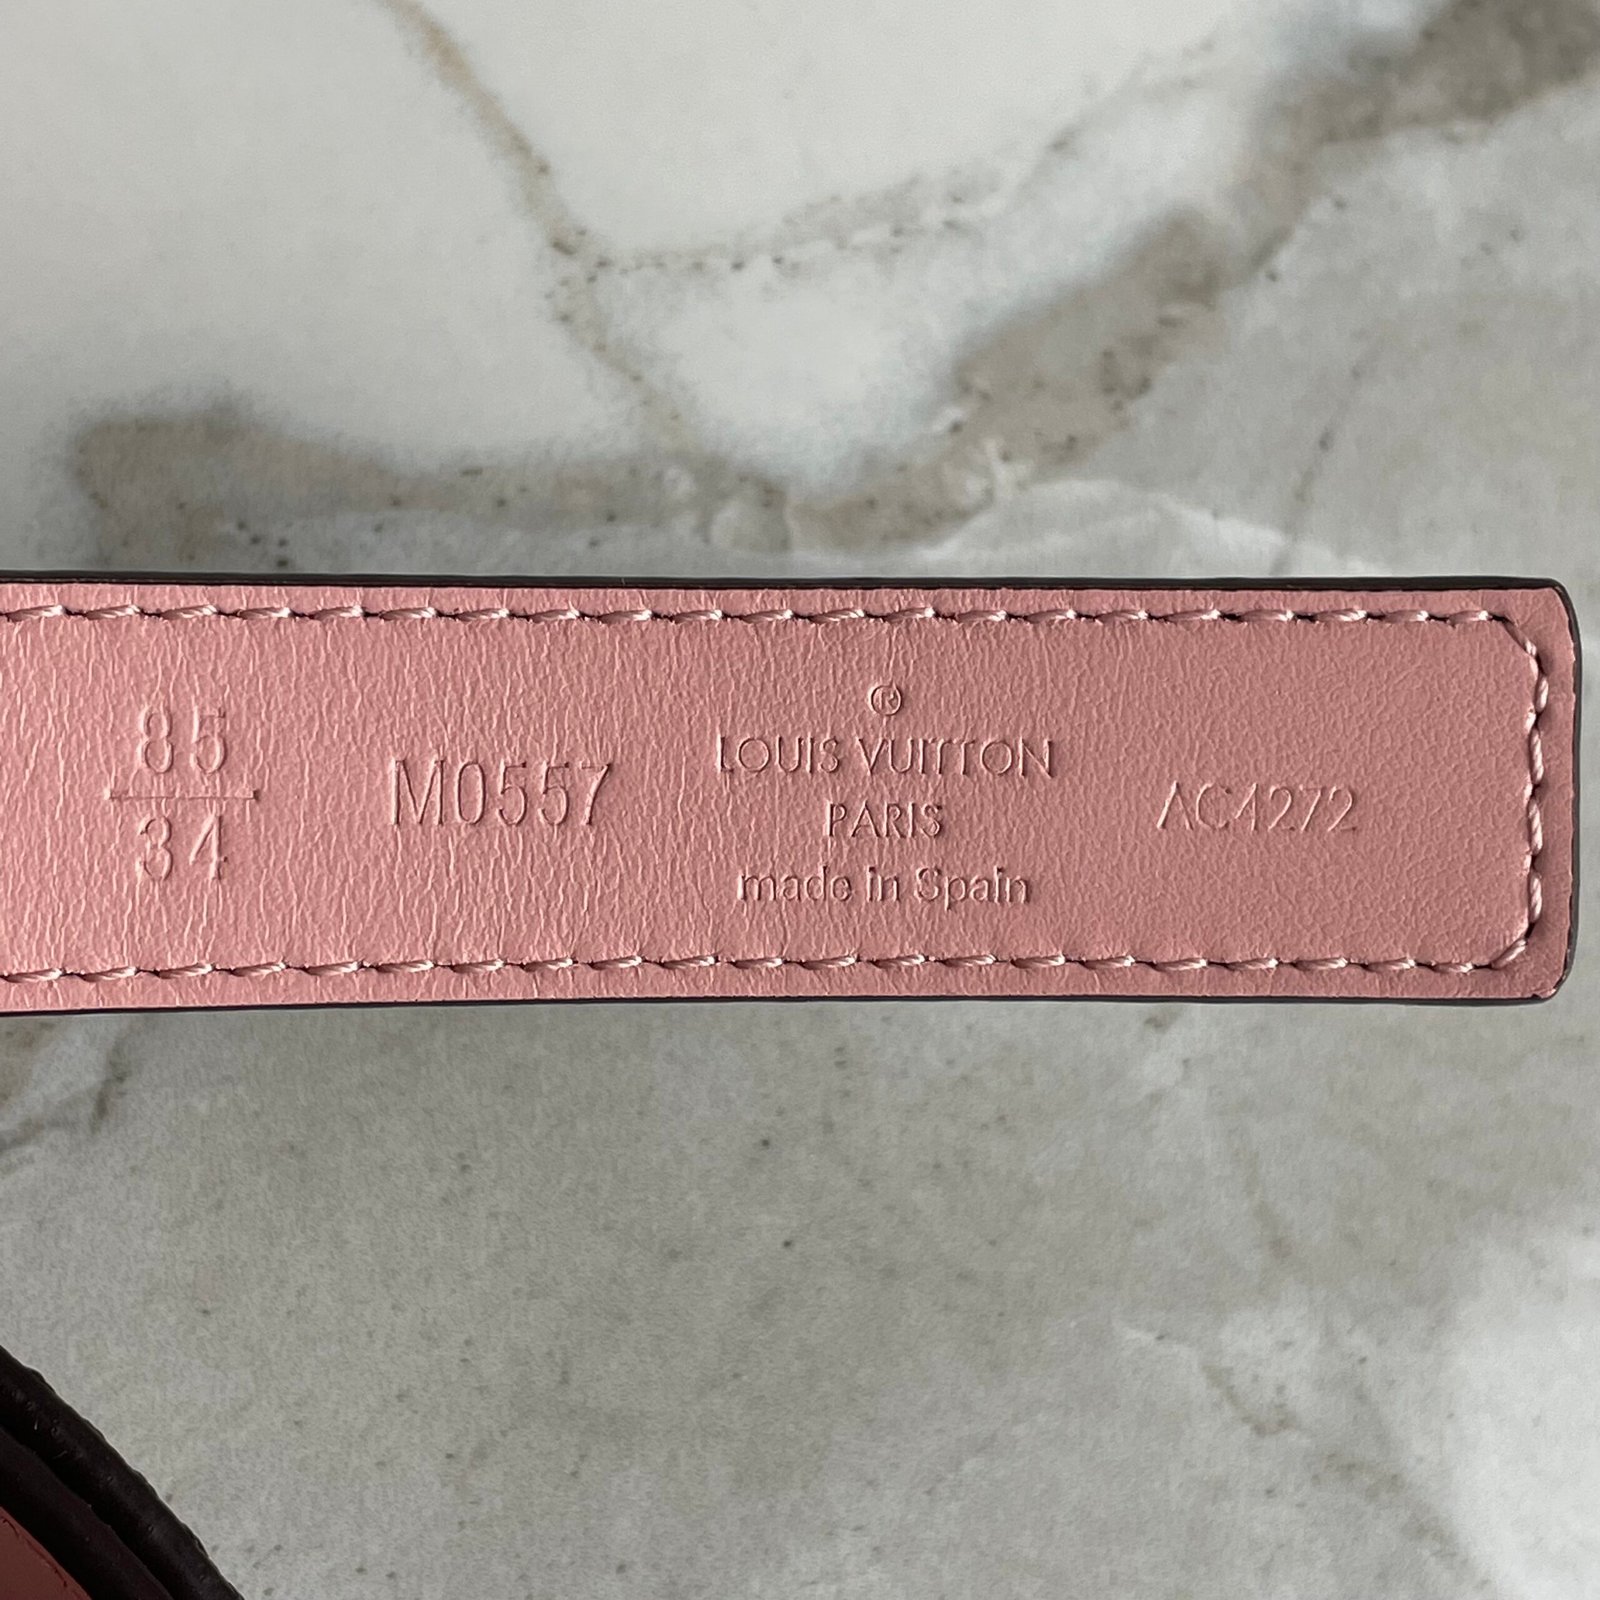 85
34
M0557
®
LOUIS VUITTON
PARIS
made in Spain
AC4272